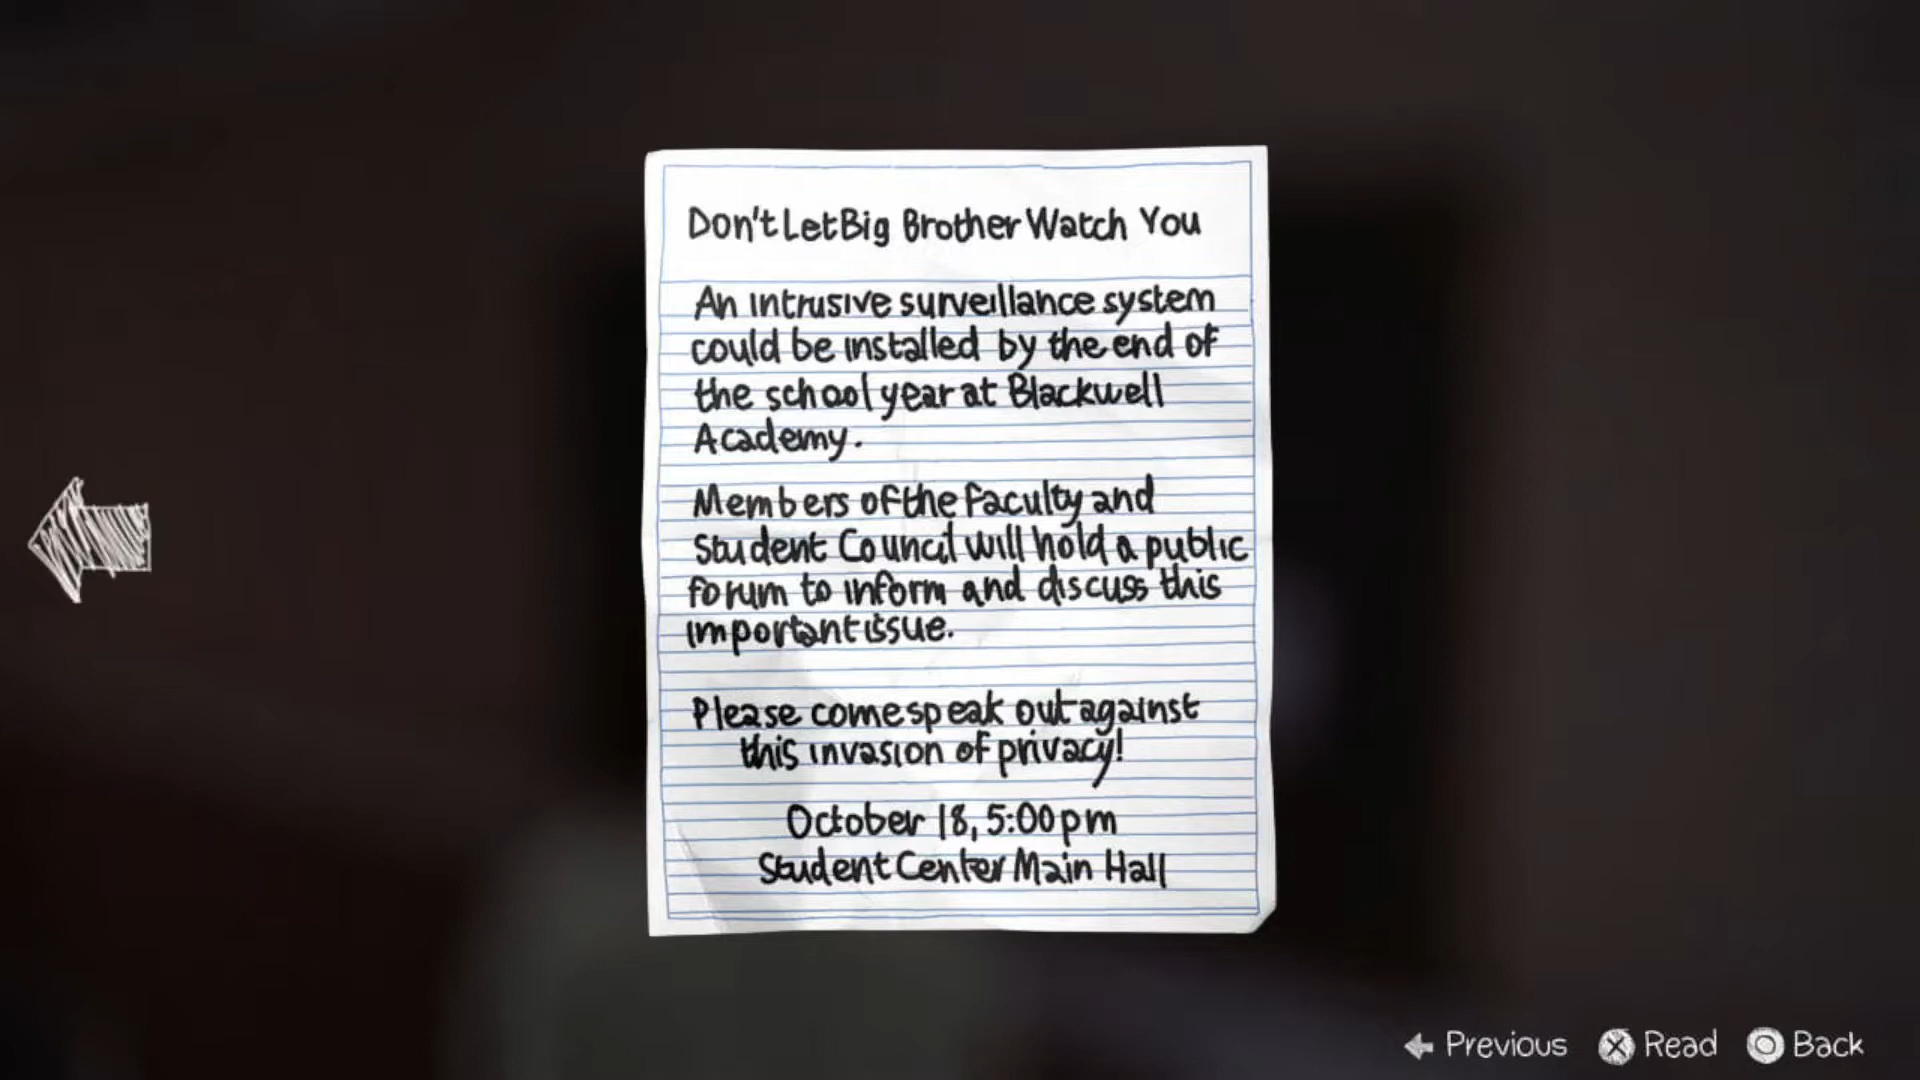 Don't Let Big Brother Watch You
An intrusive surveillance system
could be installed by the end of
the school year at Blackwell
Academy.
Members of the faculty and
Student Council will hold a public
forum to inform and discuss this
important issue.
Please come speak out against
this invasion of privacy!
October 18, 5:00pm
Student Center Main Hall
Previous Read Back